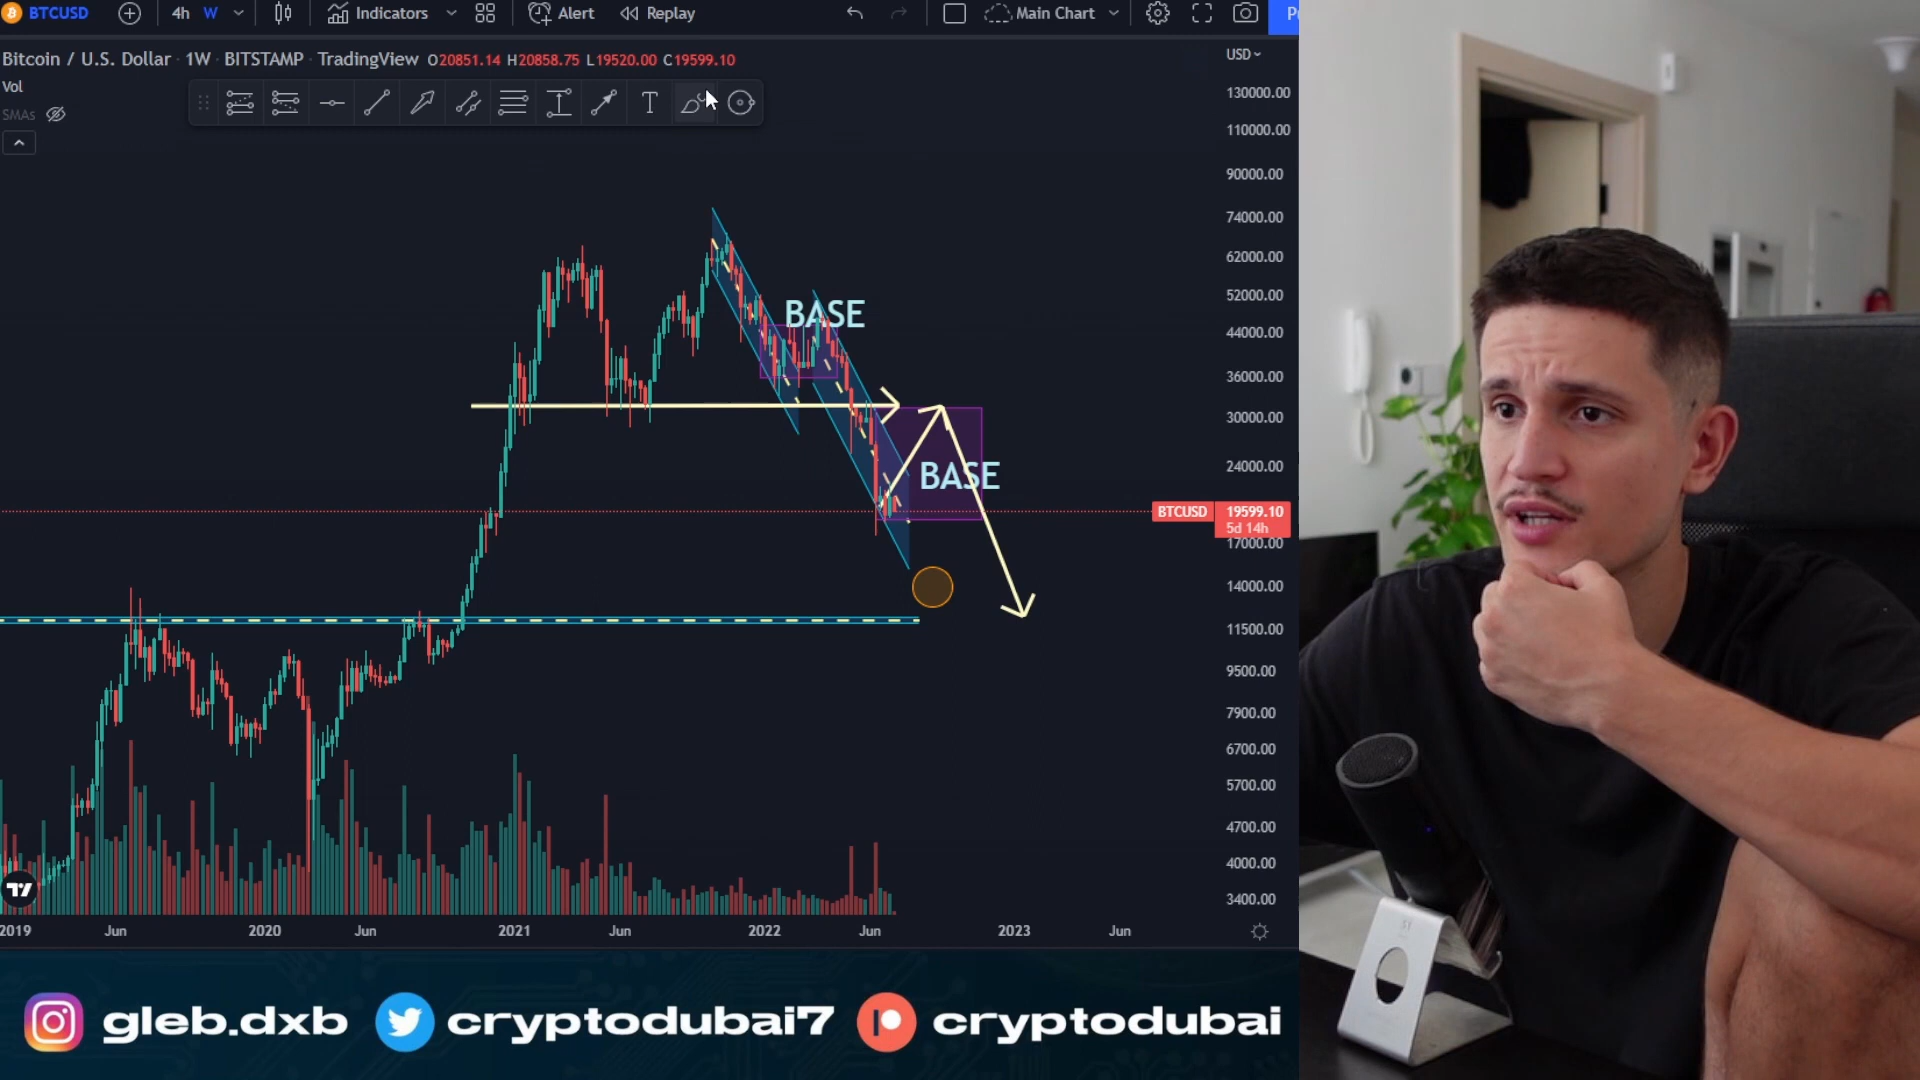 BTCUSD 4h W Indicators Alert Replay Main Chart
Bitcoin / U.S. Dollar · 1W · BITSTAMP · TradingView O20851.14 H20858.75 L19520.00 C19599.10
USD
Vol
SMAs
130000.00
110000.00
90000.00
74000.00
62000.00
52000.00
BASE
44000.00
36000.00
30000.00
24000.00
BASE
BTCUSD 19599.10
5d 14h
17000.00
14000.00
11500.00
9500.00
7900.00
6700.00
5700.00
4700.00
4000.00
3400.00
2019 Jun 2020 Jun 2021 Jun 2022 Jun 2023 Jun
gleb.dxb cryptodubai7 cryptodubai